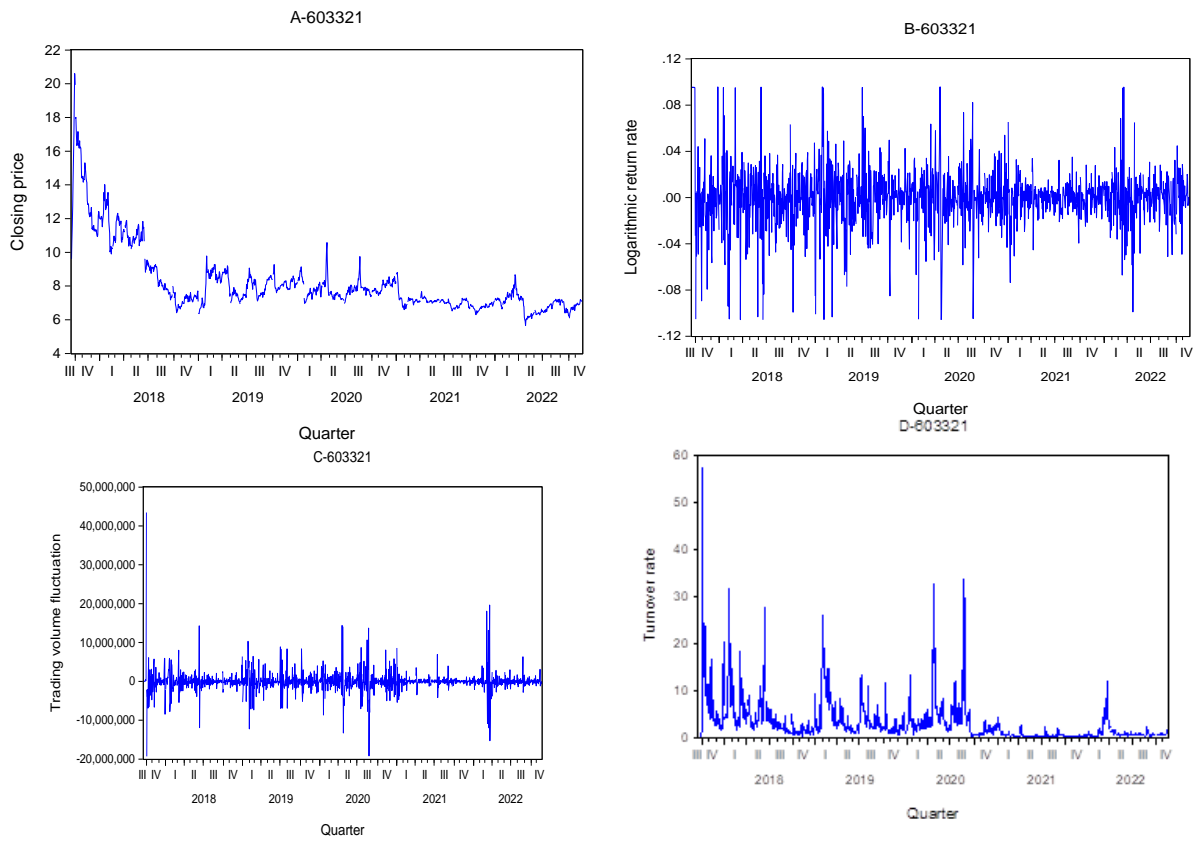 A-603321
Closing price
22
20
18
16
14
12
10
8
6
4
III IV I II III IV I II III IV I II III IV I II III IV I II III IV
2018 2019 2020 2021 2022
Quarter
B-603321
Logarithmic return rate
.12
.08
.04
.00
-.04
-.08
-.12
III IV I II III IV I II III IV I II III IV I II III IV I II III IV
2018 2019 2020 2021 2022
Quarter
C-603321
Trading volume fluctuation
50,000,000
40,000,000
30,000,000
20,000,000
10,000,000
0
-10,000,000
-20,000,000
III IV I II III IV I II III IV I II III IV I II III IV I II III IV
2018 2019 2020 2021 2022
Quarter
D-603321
Turnover rate
60
50
40
30
20
10
0
III IV I II III IV I II III IV I II III IV I II III IV I II III IV
2018 2019 2020 2021 2022
Quarter